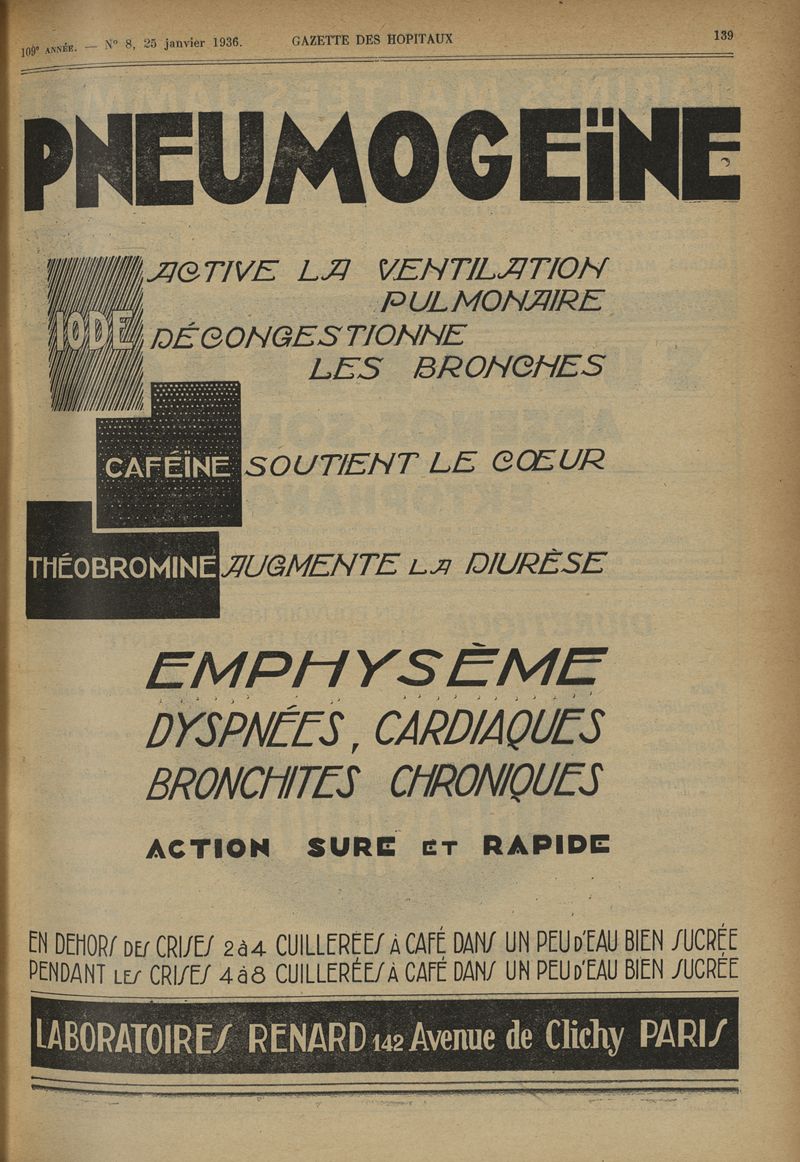 109e ANNÉE. — N° 8, 25 janvier 1936. GAZETTE DES HOPITAUX 139
PNEUMOGEÏNE
ACTIVE LA VENTILATION
PULMONAIRE
IODE DÉCONGESTIONNE
LES BRONCHES
CAFÉÏNE SOUTIENT LE CŒUR
THÉOBROMINE AUGMENTE LA DIURÈSE
EMPHYSÈME
DYSPNÉES, CARDIAQUES
BRONCHITES CHRONIQUES
ACTION SURE ET RAPIDE
EN DEHORS DES CRISES 2 à 4 CUILLERÉES À CAFÉ DANS UN PEU D'EAU BIEN SUCRÉE
PENDANT LES CRISES 4 à 8 CUILLERÉES À CAFÉ DANS UN PEU D'EAU BIEN SUCRÉE
LABORATOIRES RENARD 142 Avenue de Clichy PARIS